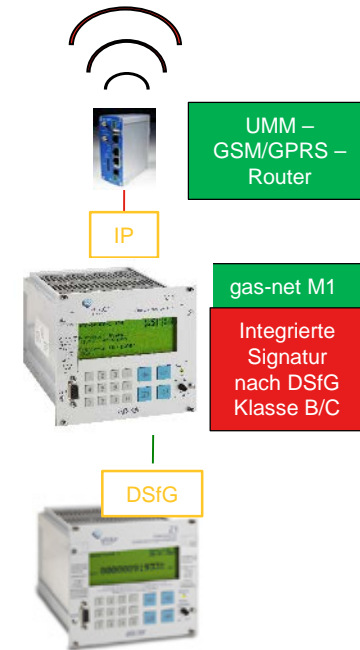 UMM –
GSM/GPRS –
Router
IP
gas-net M1
Integrierte
Signatur
nach DSfG
Klasse B/C
DSfG